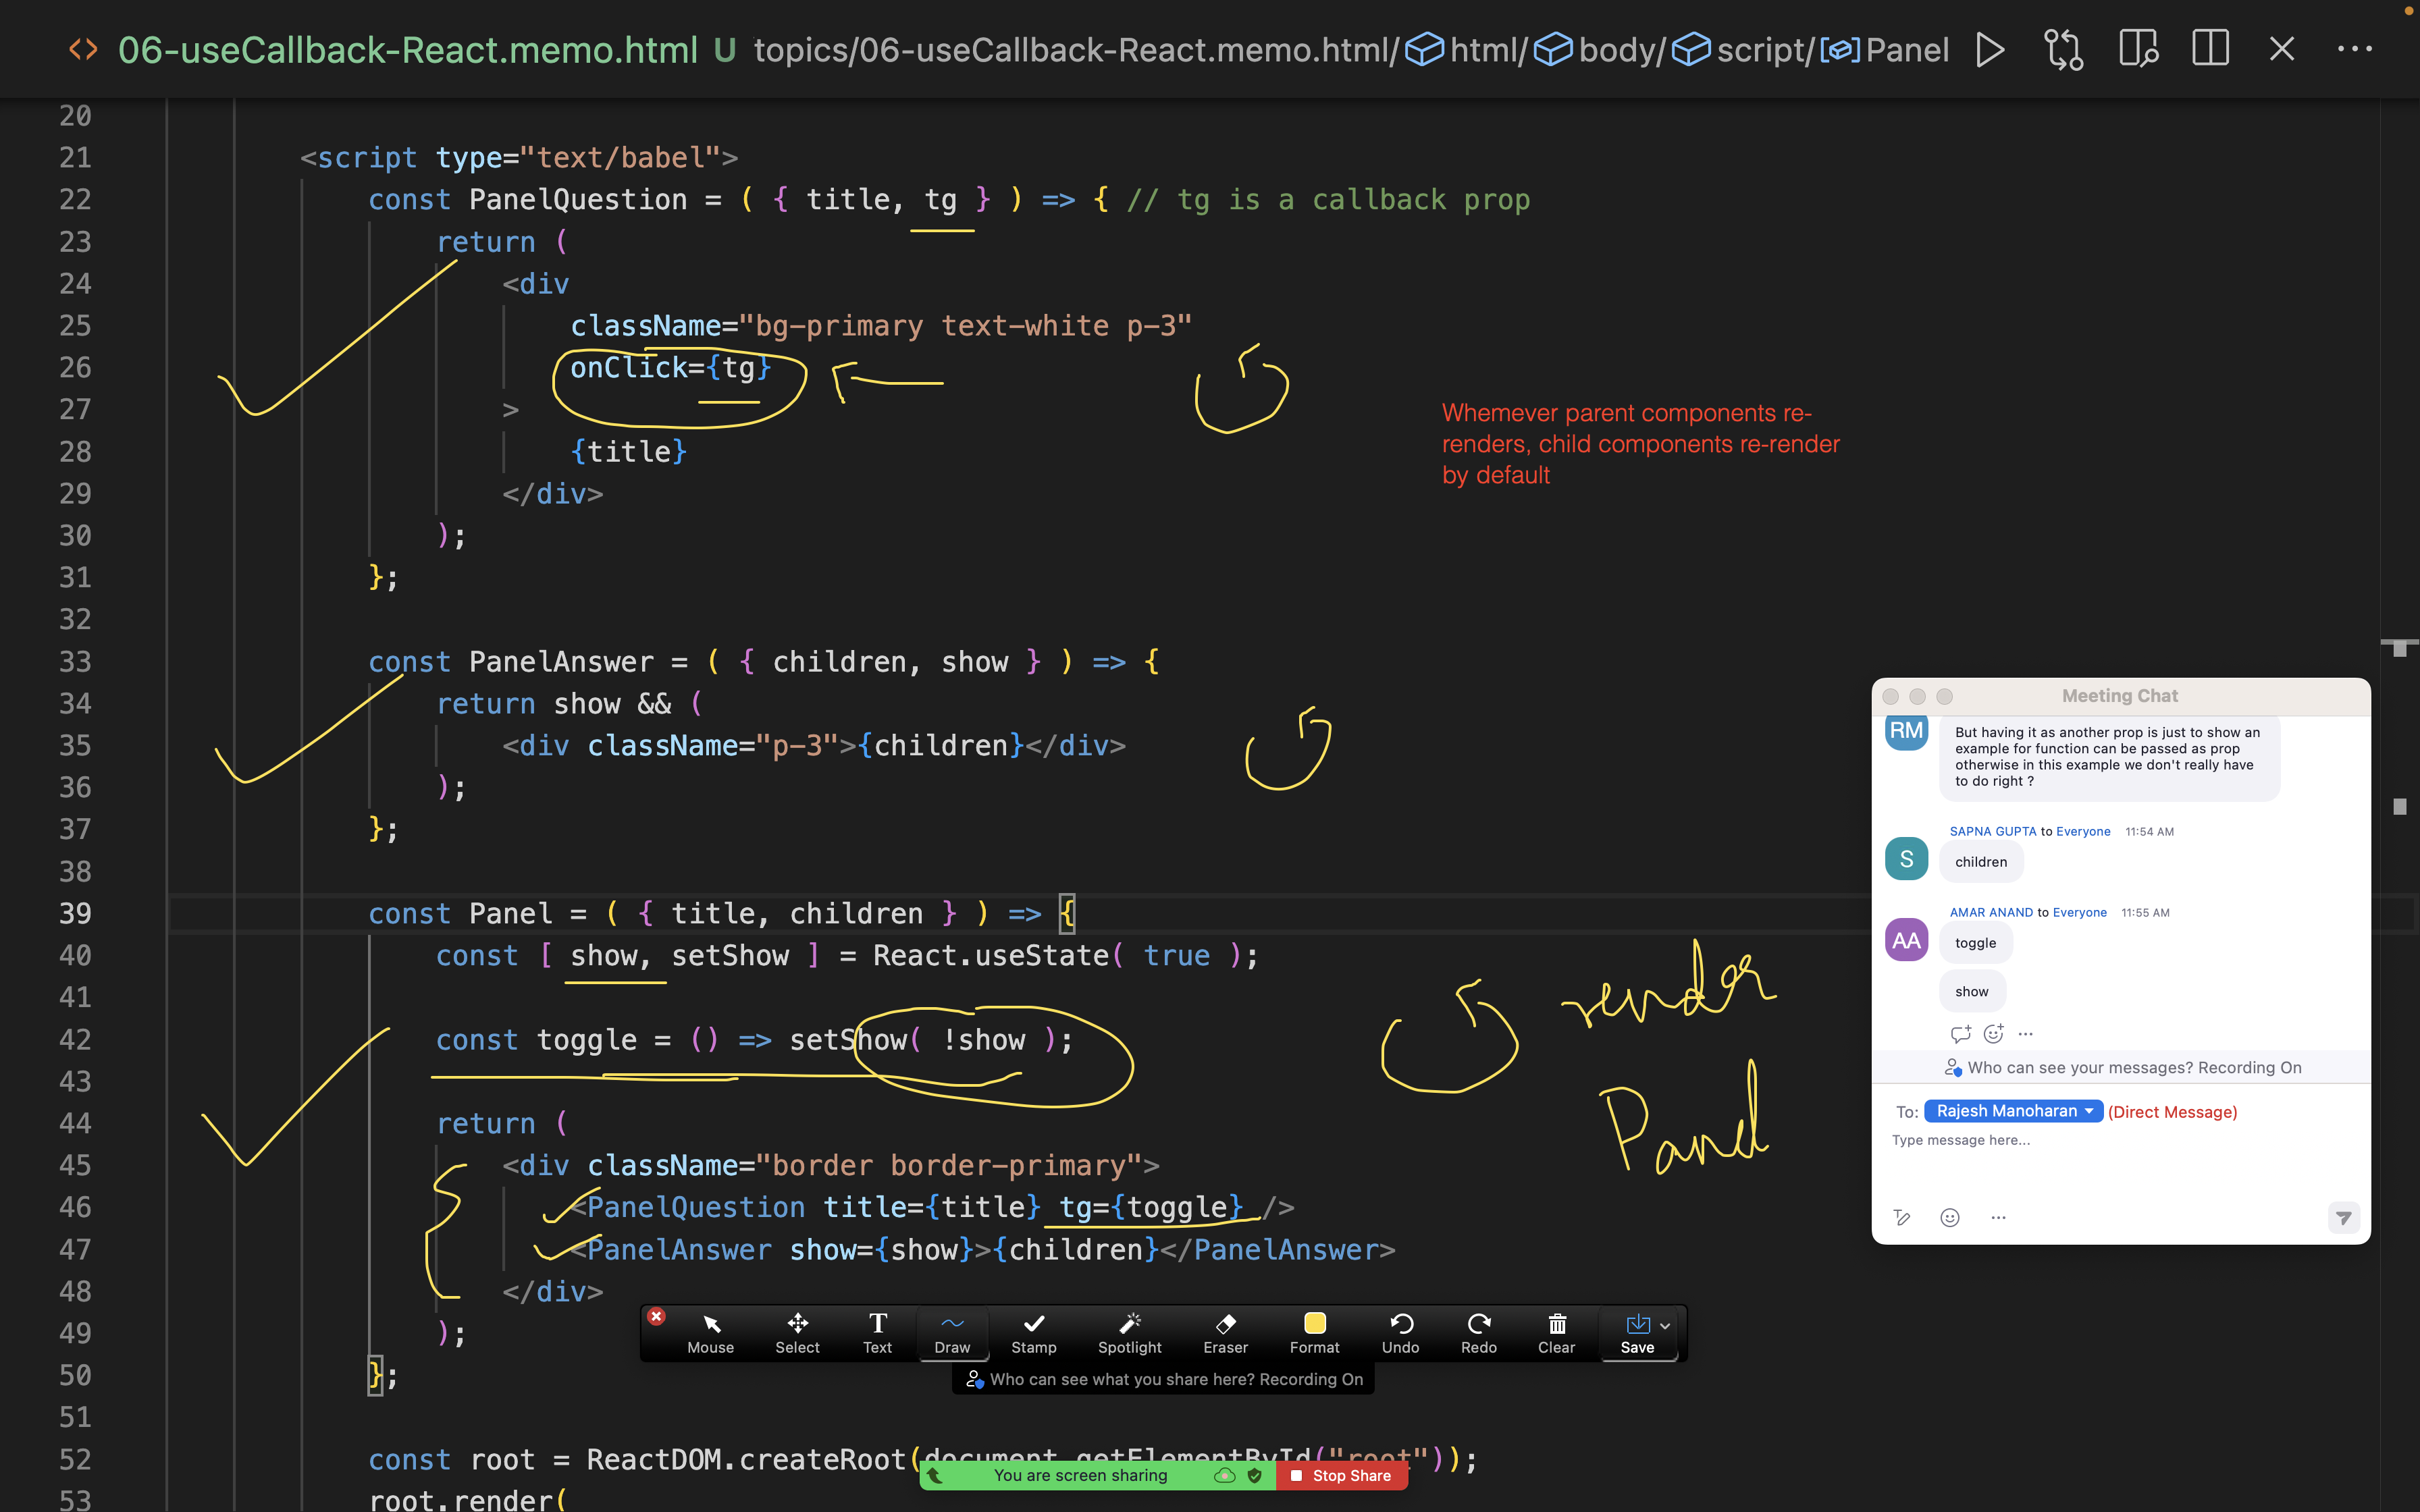 <> 06-useCallback-React.memo.html U topics/06-useCallback-React.memo.html/html/body/script/Panel
20
21 <script type="text/babel">
22 const PanelQuestion = ( { title, tg } ) => { // tg is a callback prop
23 return (
24 <div
25 className="bg-primary text-white p-3"
26 onClick={tg}
27 >
28 {title}
29 </div>
30 );
31 };
32
33 const PanelAnswer = ( { children, show } ) => {
34 return show && (
35 <div className="p-3">{children}</div>
36 );
37 };
38
39 const Panel = ( { title, children } ) => {
40 const [ show, setShow ] = React.useState( true );
41
42 const toggle = () => setShow( !show );
43
44 return (
45 <div className="border border-primary">
46 <PanelQuestion title={title} tg={toggle} />
47 <PanelAnswer show={show}>{children}</PanelAnswer>
48 </div>
49 );
50 };
51
52 const root = ReactDOM.createRoot(document.getElementById("root"));
53 root.render(
Whemever parent components re-
renders, child components re-render
by default
render
Panel
Meeting Chat
RM
But having it as another prop is just to show an
example for function can be passed as prop
otherwise in this example we don't really have
to do right ?
SAPNA GUPTA to Everyone 11:54 AM
S
children
AMAR ANAND to Everyone 11:55 AM
AA
toggle
show
Who can see your messages? Recording On
To: Rajesh Manoharan (Direct Message)
Type message here...
Mouse Select Text Draw Stamp Spotlight Eraser Format Undo Redo Clear Save
Who can see what you share here? Recording On
You are screen sharing Stop Share